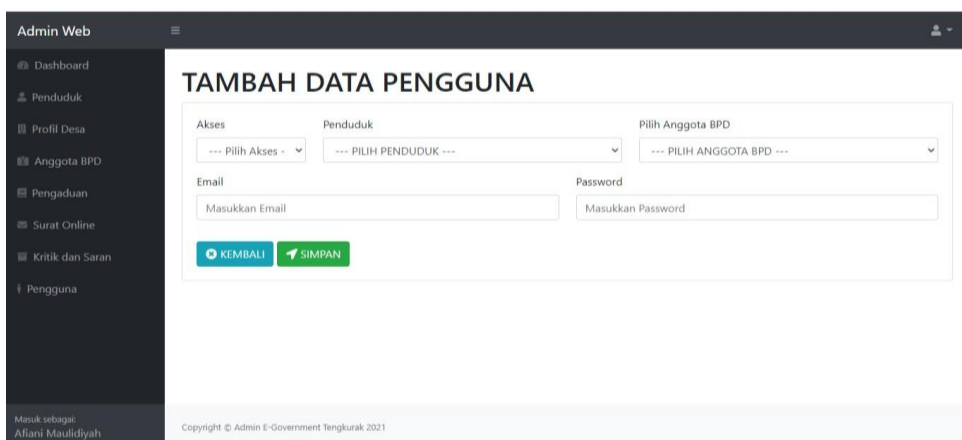 Admin Web
Dashboard
Penduduk
Profil Desa
Anggota BPD
Pengaduan
Surat Online
Kritik dan Saran
Pengguna
Masuk sebagai:
Afiani Maulidiyah
TAMBAH DATA PENGGUNA
Akses Penduduk Pilih Anggota BPD
--- Pilih Akses - --- PILIH PENDUDUK --- --- PILIH ANGGOTA BPD ---
Email Password
Masukkan Email Masukkan Password
KEMBALI SIMPAN
Copyright © Admin E-Government Tengkurak 2021